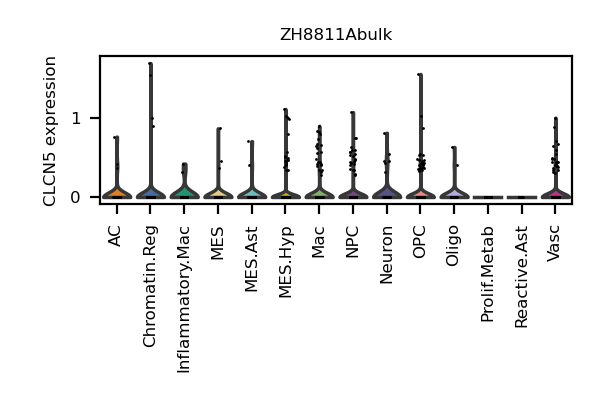 ZH8811Abulk
CLCN5 expression
1
0
AC
Chromatin.Reg
Inflammatory.Mac
MES
MES.Ast
MES.Hyp
Mac
NPC
Neuron
OPC
Oligo
Prolif.Metab
Reactive.Ast
Vasc